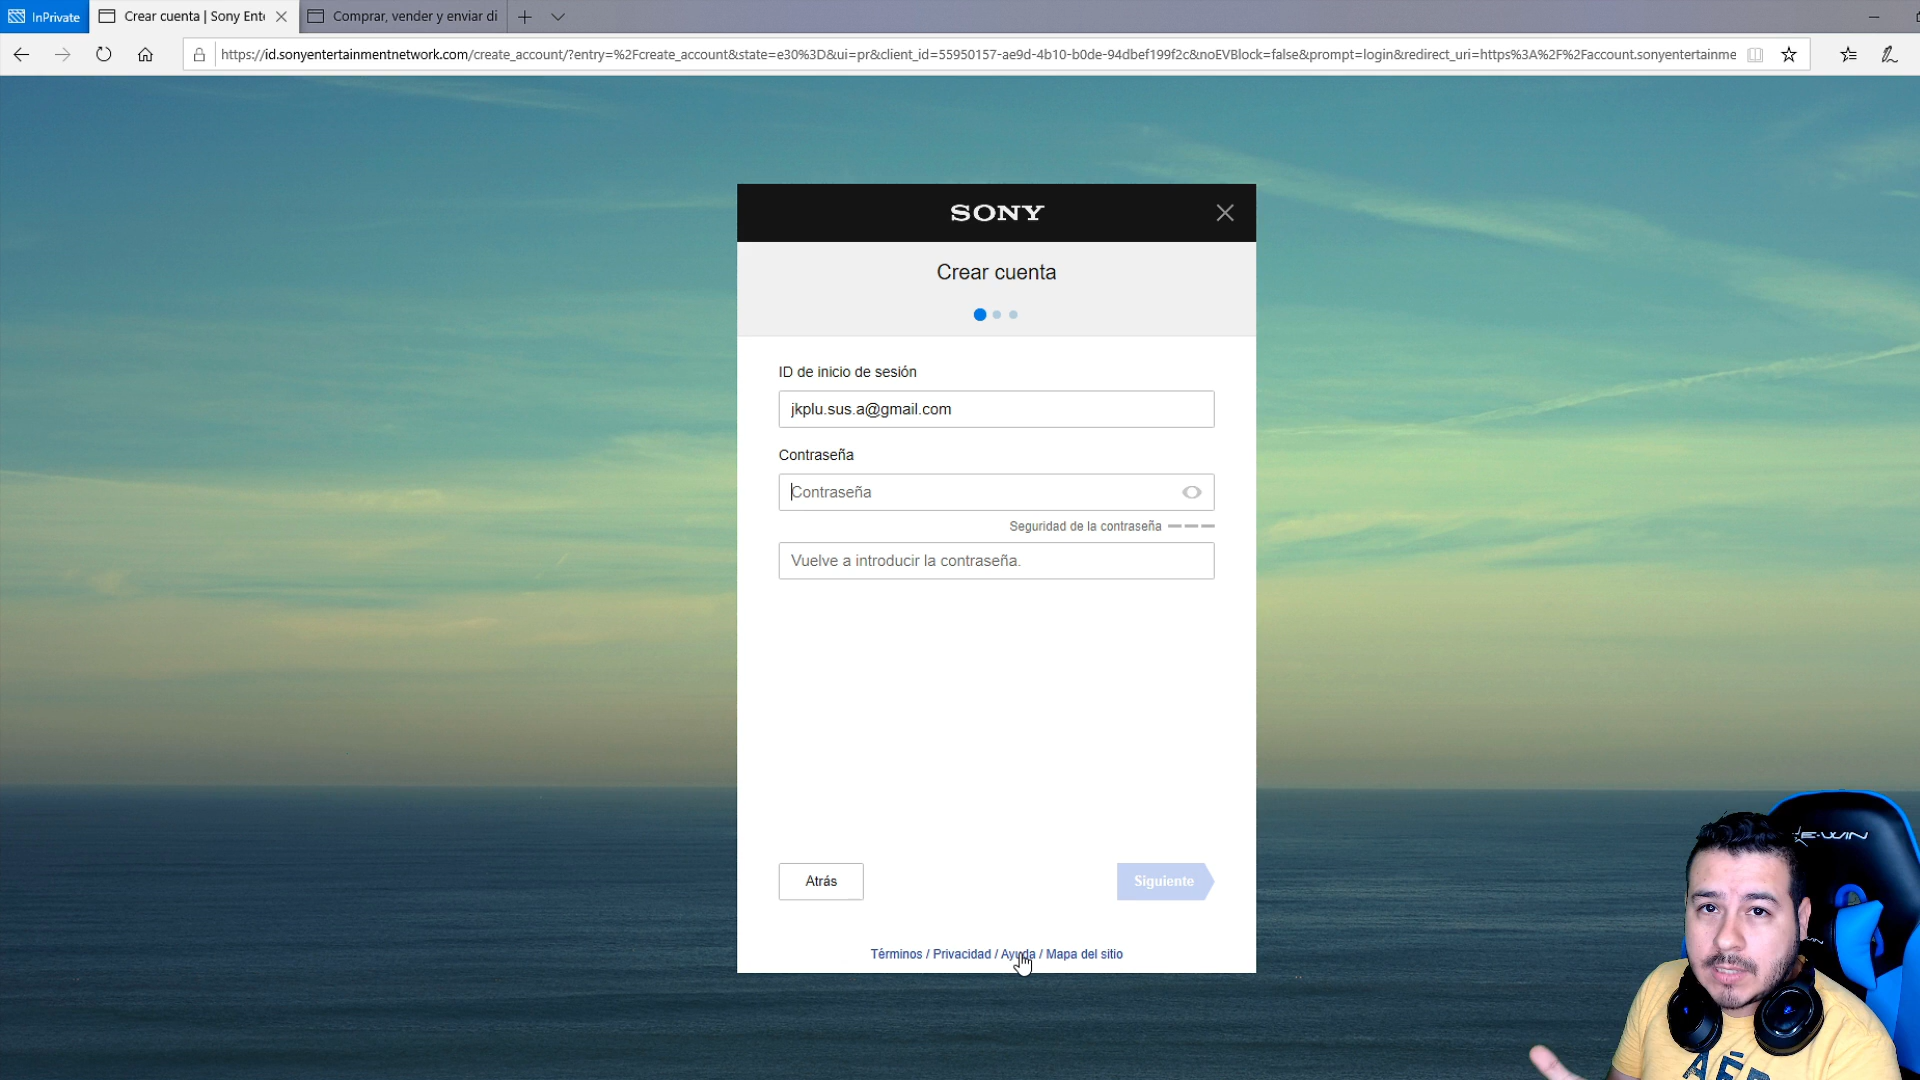 InPrivate
Crear cuenta | Sony Ent
Comprar, vender y enviar di
https://id.sonyentertainmentnetwork.com/create_account/?entry=%2Fcreate_account&state=e30%3D&ui=pr&client_id=55950157-ae9d-4b10-b0de-94dbef199f2c&noEVBlock=false&prompt=login&redirect_uri=https%3A%2F%2Faccount.sonyentertainme
SONY
Crear cuenta
ID de inicio de sesión
jkplu.sus.a@gmail.com
Contraseña
Contraseña
Seguridad de la contraseña
Vuelve a introducir la contraseña.
Atrás
Siguiente
Términos / Privacidad / Ayuda / Mapa del sitio
E-WIN
AÉR